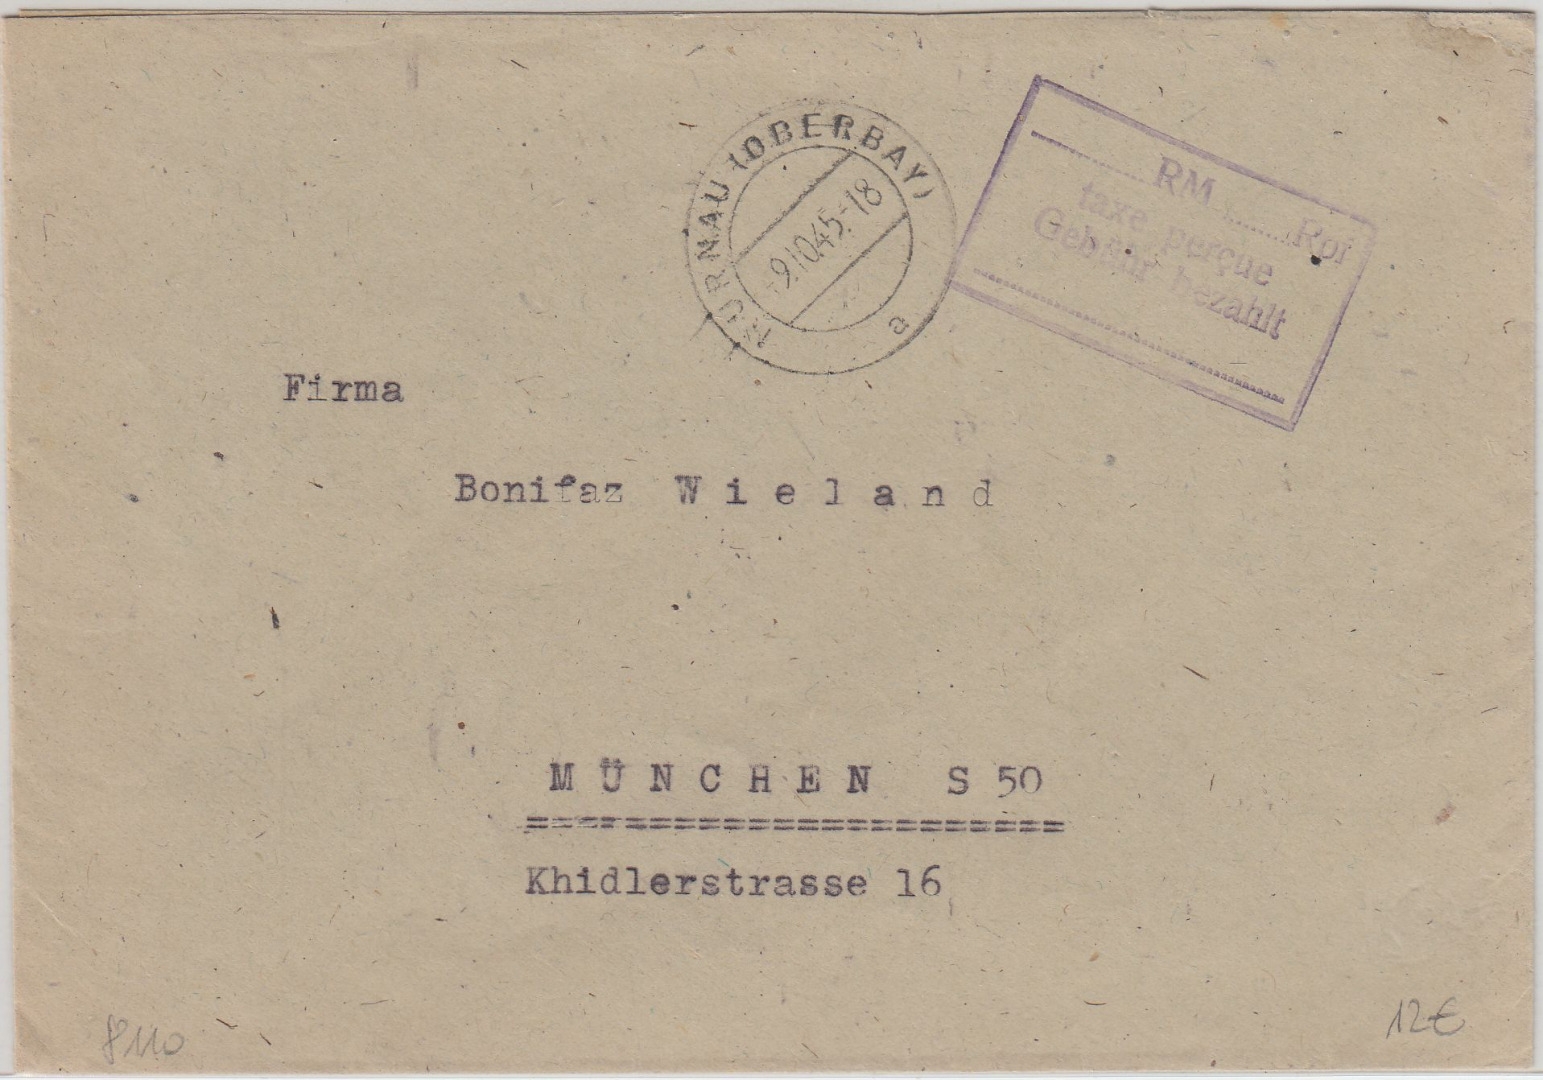 MURNAU (OBERBAY)
-9.10.45.-18
a
RM Rpf
taxe perçue
Gebühr bezahlt
Firma
Bonifaz Wieland
MÜNCHEN S 50
======================
Khidlerstrasse 16
8110
12€